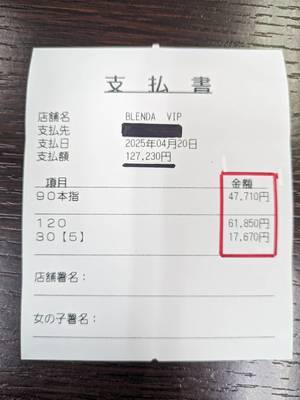 支払書
店舗名 BLENDA VIP
支払先
支払日 2025年04月20日
支払額 127,230円
項目 金額
90本指 47,710円
120 61,850円
30【5】 17,670円
店舗署名：
女の子署名：